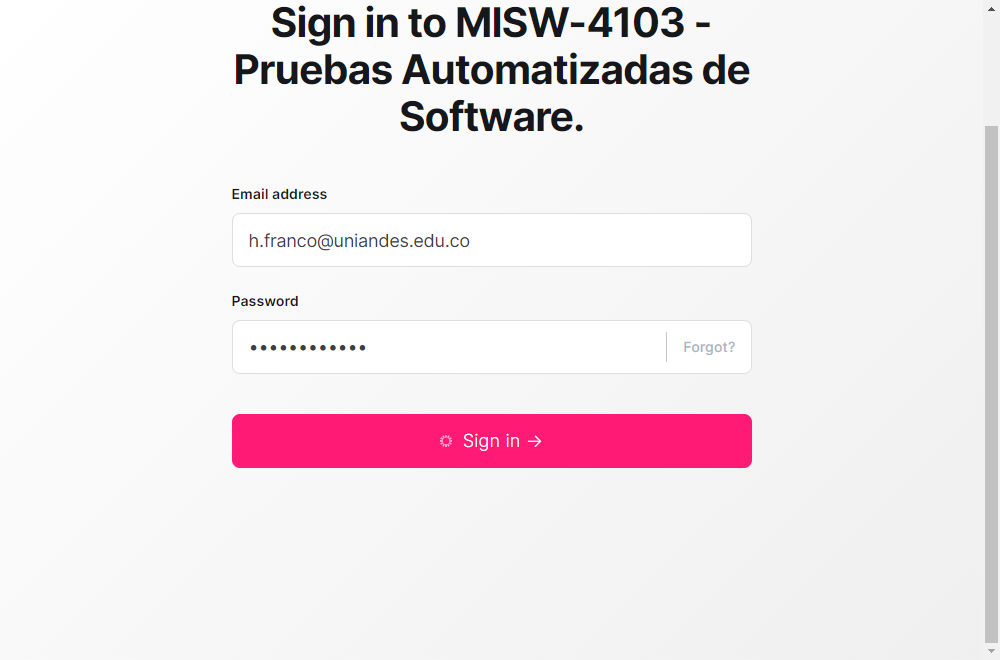 Sign in to MISW-4103 -
Pruebas Automatizadas de
Software.
Email address
h.franco@uniandes.edu.co
Password
••••••••••••
Forgot?
Sign in →